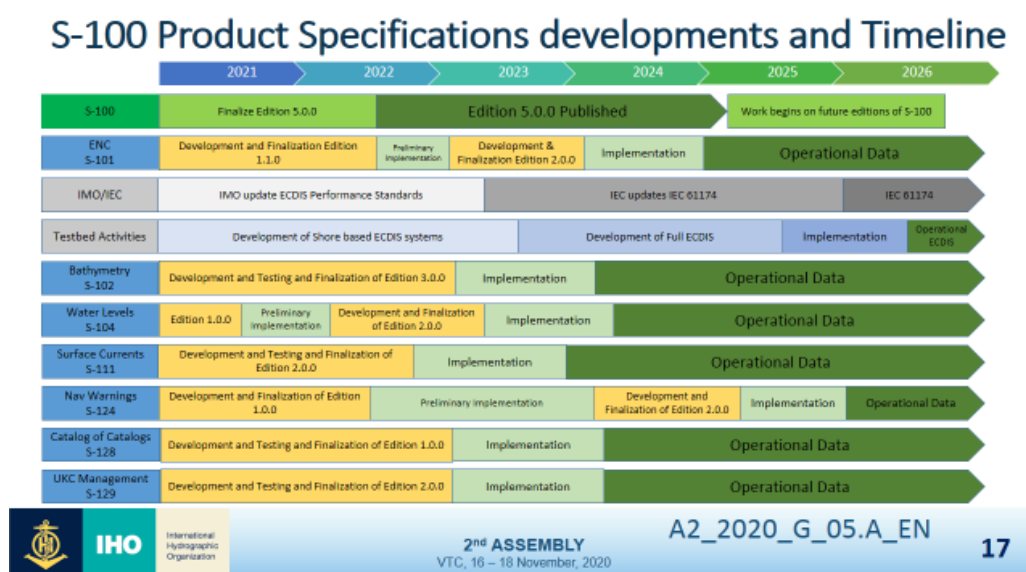 S-100 Product Specifications developments and Timeline
2021 2022 2023 2024 2025 2026
S-100 Finalize Edition 5.0.0 Edition 5.0.0 Published Work begins on future editions of S-100
ENC
S-101
Development and Finalization Edition
1.1.0
Preliminary
Implementation
Development &
Finalization Edition 2.0.0
Implementation
Operational Data
IMO/IEC IMO update ECDIS Performance Standards IEC updates IEC 61174 IEC 61174
Testbed Activities Development of Shore based ECDIS systems Development of Full ECDIS Implementation
Operational
ECDIS
Bathymetry
S-102
Development and Testing and Finalization of Edition 3.0.0 Implementation Operational Data
Water Levels
S-104
Edition 1.0.0
Preliminary
Implementation
Development and Finalization
of Edition 2.0.0
Implementation
Operational Data
Surface Currents
S-111
Development and Testing and Finalization of
Edition 2.0.0
Implementation
Operational Data
Nav Warnings
S-124
Development and Finalization of Edition
1.0.0
Preliminary Implementation
Development and
Finalization of Edition 2.0.0
Implementation
Operational Data
Catalog of Catalogs
S-128
Development and Testing and Finalization of Edition 1.0.0 Implementation Operational Data
UKC Management
S-129
Development and Testing and Finalization of Edition 2.0.0 Implementation Operational Data
IHO
International
Hydrographic
Organization
2nd ASSEMBLY
VTC, 16 – 18 November, 2020
A2_2020_G_05.A_EN
17